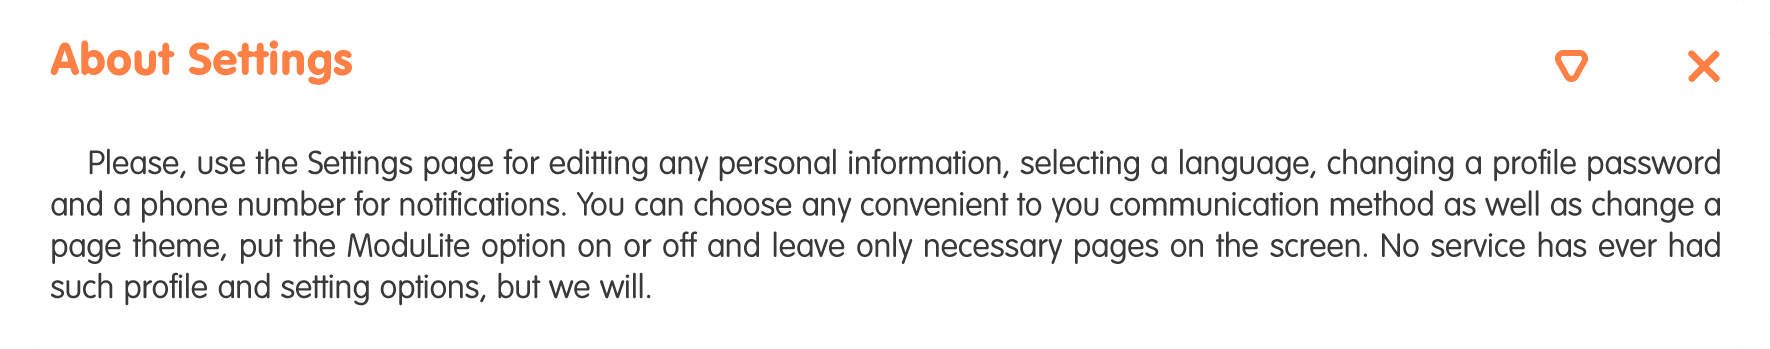 About Settings
Please, use the Settings page for editting any personal information, selecting a language, changing a profile password
and a phone number for notifications. You can choose any convenient to you communication method as well as change a
page theme, put the ModuLite option on or off and leave only necessary pages on the screen. No service has ever had
such profile and setting options, but we will.